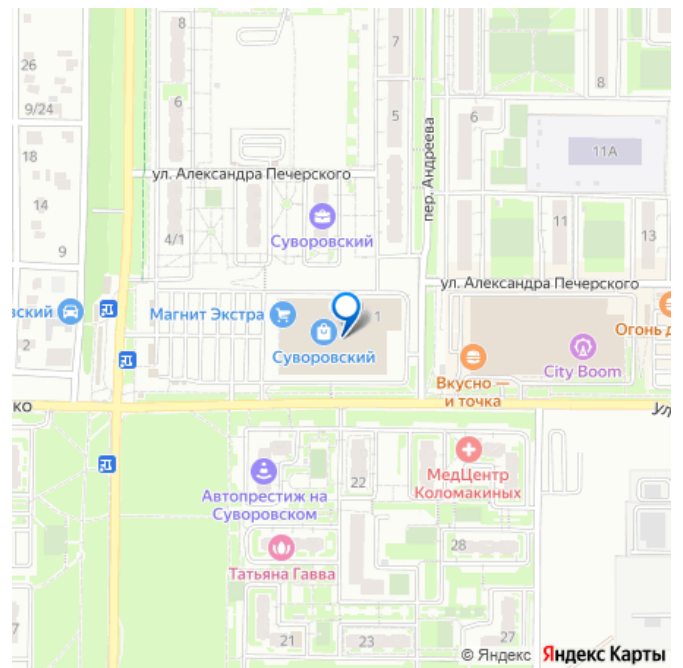 8
26
7
8
9/24
6
5
6
11А
18
ул. Александра Печерского
пер. Андреева
14
4/1
Суворовский
11
13
9
ул. Александра Печерского
вский
Магнит Экстра
1
2
Суворовский
Огонь д
City Boom
Вкусно —
и точка
ко
Ул
МедЦентр
Коломакиных
Автопрестиж на
Суворовском
22
28
Татьяна Гавва
21
23
27
© Яндекс Яндекс Карты